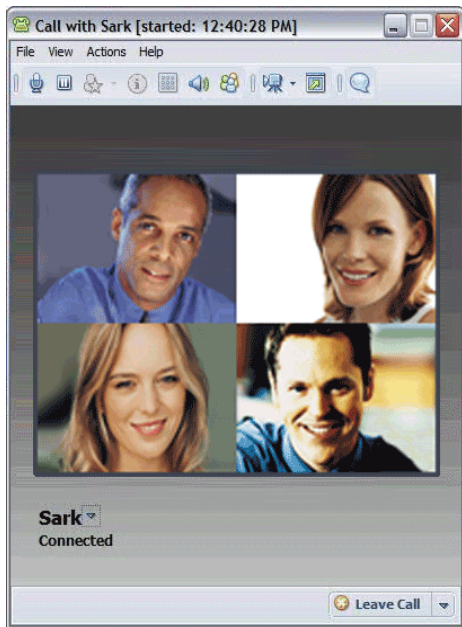 Call with Sark [started: 12:40:28 PM]
File View Actions Help
Sark
Connected
Leave Call